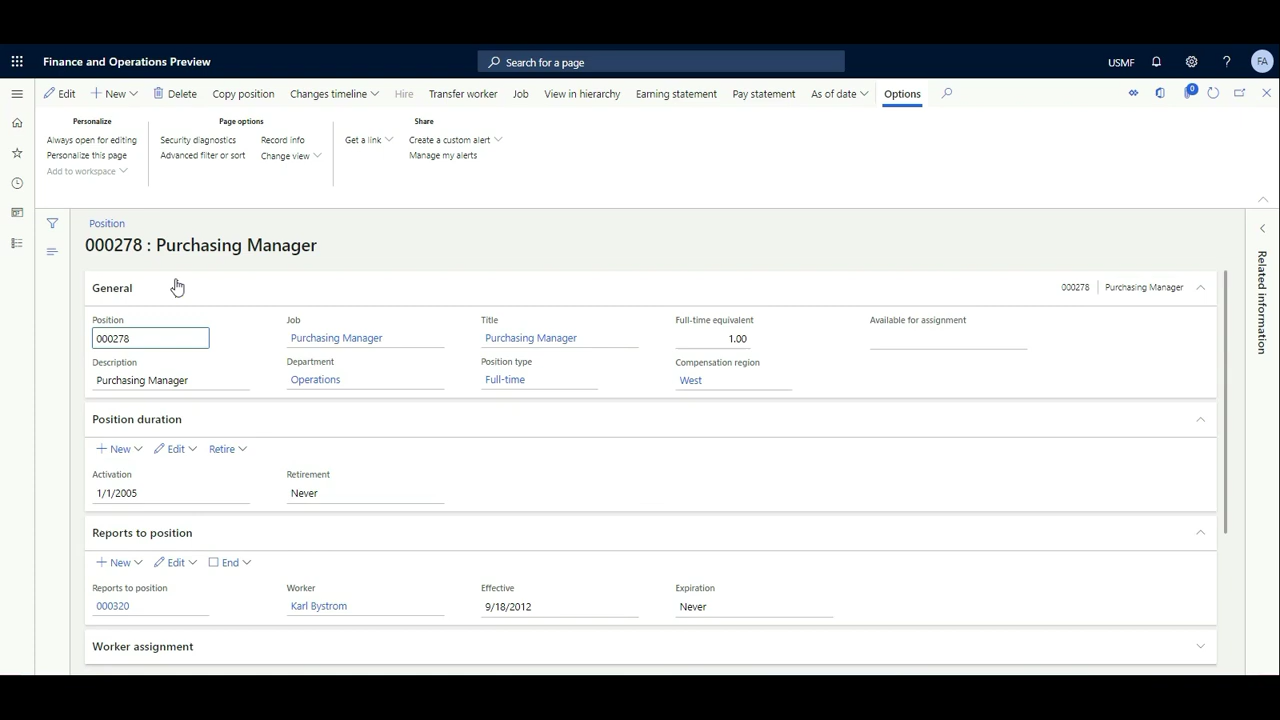 Finance and Operations Preview
Search for a page
USMF
?
FA
Edit
New
Delete
Copy position
Changes timeline
Hire
Transfer worker
Job
View in hierarchy
Earning statement
Pay statement
As of date
Options
0
Personalize
Page options
Share
Always open for editing
Security diagnostics
Record info
Get a link
Create a custom alert
Personalize this page
Advanced filter or sort
Change view
Manage my alerts
Add to workspace
Position
000278 : Purchasing Manager
Related information
General
000278
Purchasing Manager
Position
Job
Title
Full-time equivalent
Available for assignment
000278
Purchasing Manager
Purchasing Manager
1.00
Description
Department
Position type
Compensation region
Purchasing Manager
Operations
Full-time
West
Position duration
New
Edit
Retire
Activation
Retirement
1/1/2005
Never
Reports to position
New
Edit
End
Reports to position
Worker
Effective
Expiration
000320
Karl Bystrom
9/18/2012
Never
Worker assignment